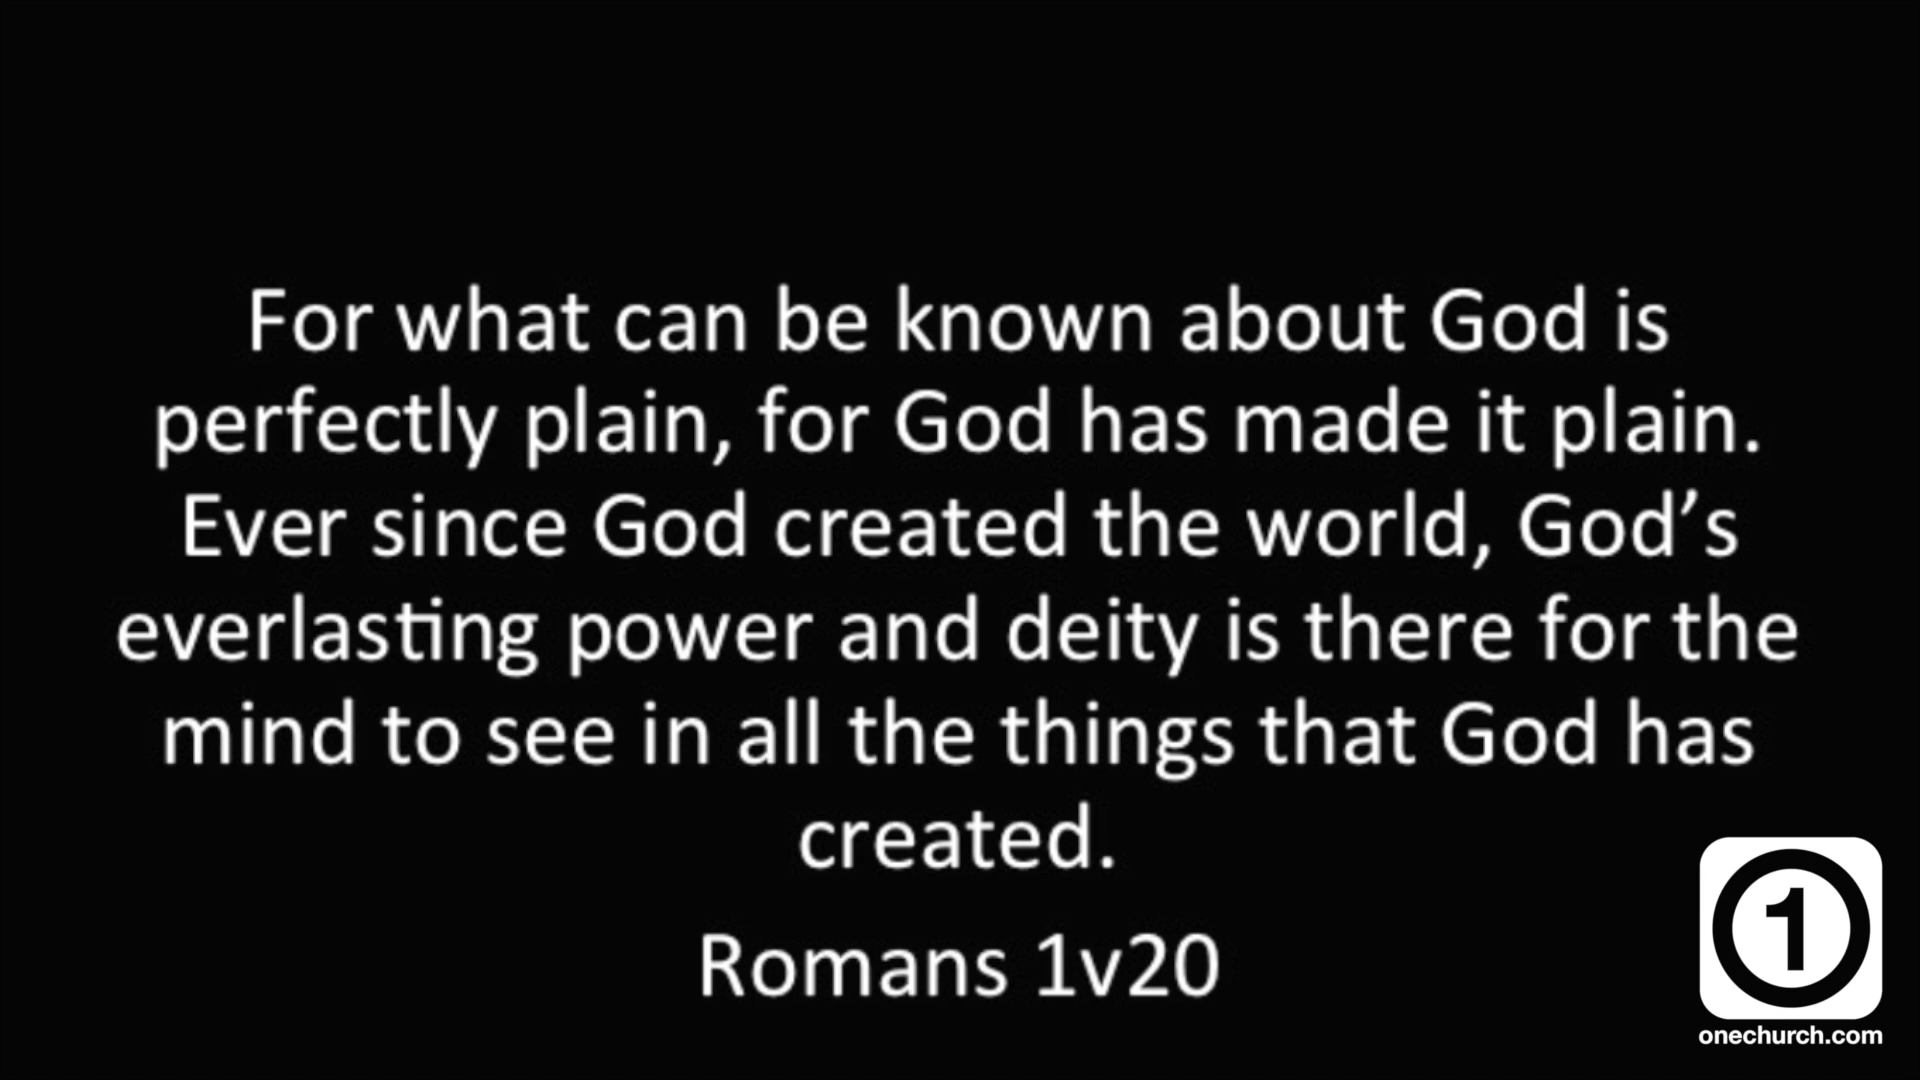 For what can be known about God is
perfectly plain, for God has made it plain.
Ever since God created the world, God’s
everlasting power and deity is there for the
mind to see in all the things that God has
created.
Romans 1v20
1
onechurch.com